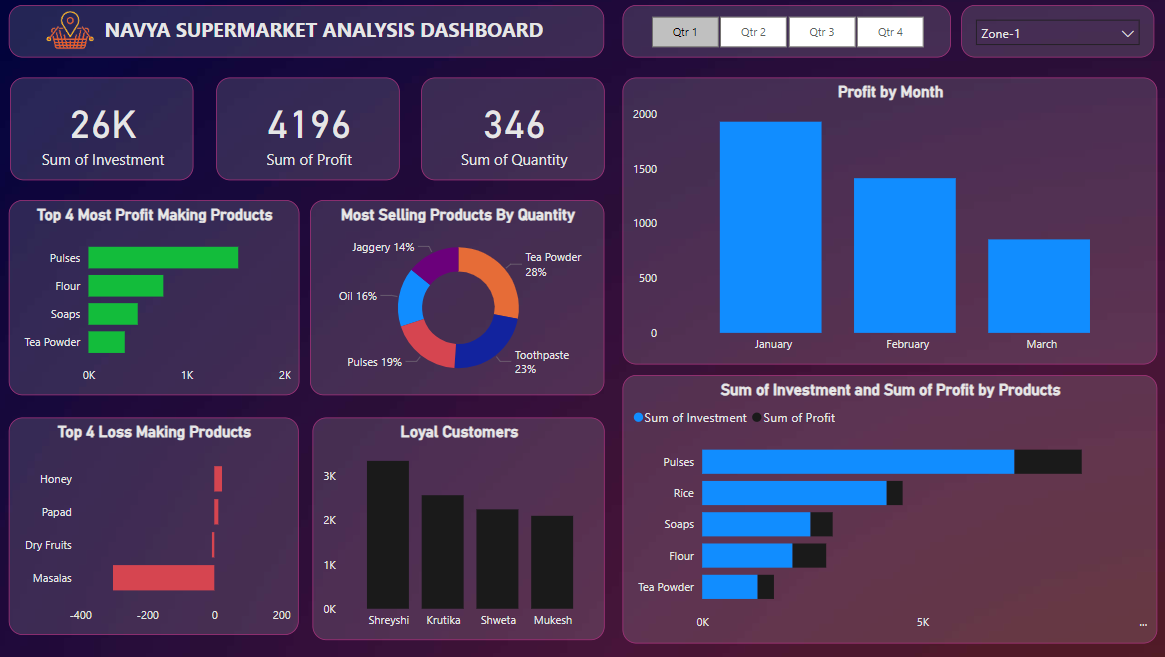 NAVYA SUPERMARKET ANALYSIS DASHBOARD
Qtr 1
Qtr 2
Qtr 3
Qtr 4
Zone-1
26K
Sum of Investment
4196
Sum of Profit
346
Sum of Quantity
Profit by Month
2000
1500
1000
500
0
January
February
March
Top 4 Most Profit Making Products
Pulses
Flour
Soaps
Tea Powder
0K
1K
2K
Most Selling Products By Quantity
Jaggery 14%
Tea Powder
28%
Oil 16%
Pulses 19%
Toothpaste
23%
Sum of Investment and Sum of Profit by Products
Sum of Investment
Sum of Profit
Pulses
Rice
Soaps
Flour
Tea Powder
0K
5K
...
Top 4 Loss Making Products
Honey
Papad
Dry Fruits
Masalas
-400
-200
0
200
Loyal Customers
3K
2K
1K
0K
Shreyshi
Krutika
Shweta
Mukesh